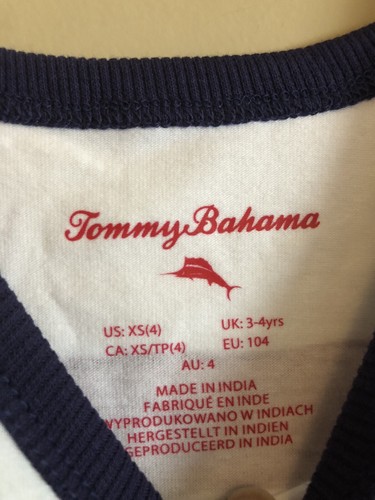 Tommy Bahama
US: XS(4) UK: 3-4yrs
CA: XS/TP(4) EU: 104
AU: 4
MADE IN INDIA
FABRIQUÉ EN INDE
WYPRODUKOWANO W INDIACH
HERGESTELLT IN INDIEN
GEPRODUCEERD IN INDIA